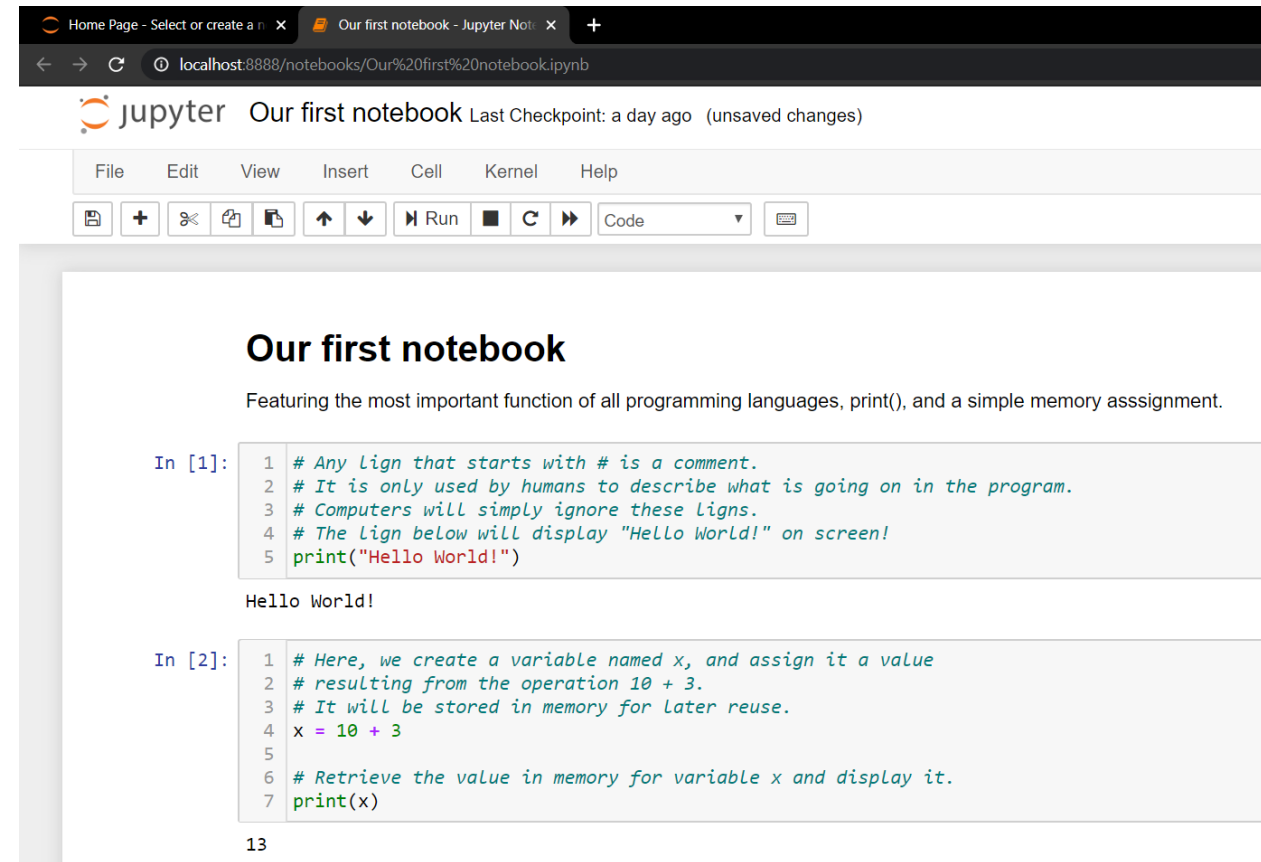 Home Page - Select or create a n
Our first notebook - Jupyter Not
localhost:8888/notebooks/Our%20first%20notebook.ipynb
jupyter Our first notebook Last Checkpoint: a day ago (unsaved changes)
File Edit View Insert Cell Kernel Help
Run Code
Our first notebook
Featuring the most important function of all programming languages, print(), and a simple memory asssignment.
In [1]:
1 # Any lign that starts with # is a comment.
2 # It is only used by humans to describe what is going on in the program.
3 # Computers will simply ignore these ligns.
4 # The lign below will display "Hello World!" on screen!
5 print("Hello World!")
Hello World!
In [2]:
1 # Here, we create a variable named x, and assign it a value
2 # resulting from the operation 10 + 3.
3 # It will be stored in memory for later reuse.
4 x = 10 + 3
5
6 # Retrieve the value in memory for variable x and display it.
7 print(x)
13